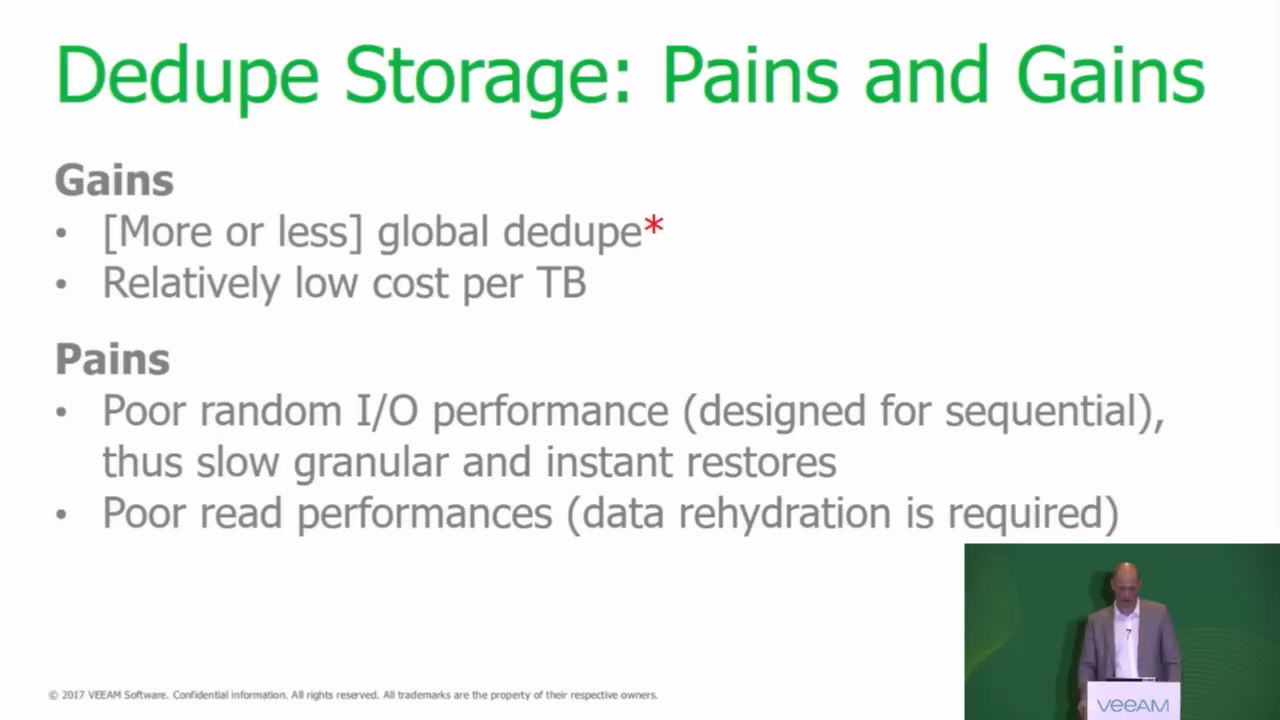 Dedupe Storage: Pains and Gains
Gains
• [More or less] global dedupe*
• Relatively low cost per TB
Pains
• Poor random I/O performance (designed for sequential),
thus slow granular and instant restores
• Poor read performances (data rehydration is required)
© 2017 VEEAM Software. Confidential information. All rights reserved. All trademarks are the property of their respective owners.
veeAM